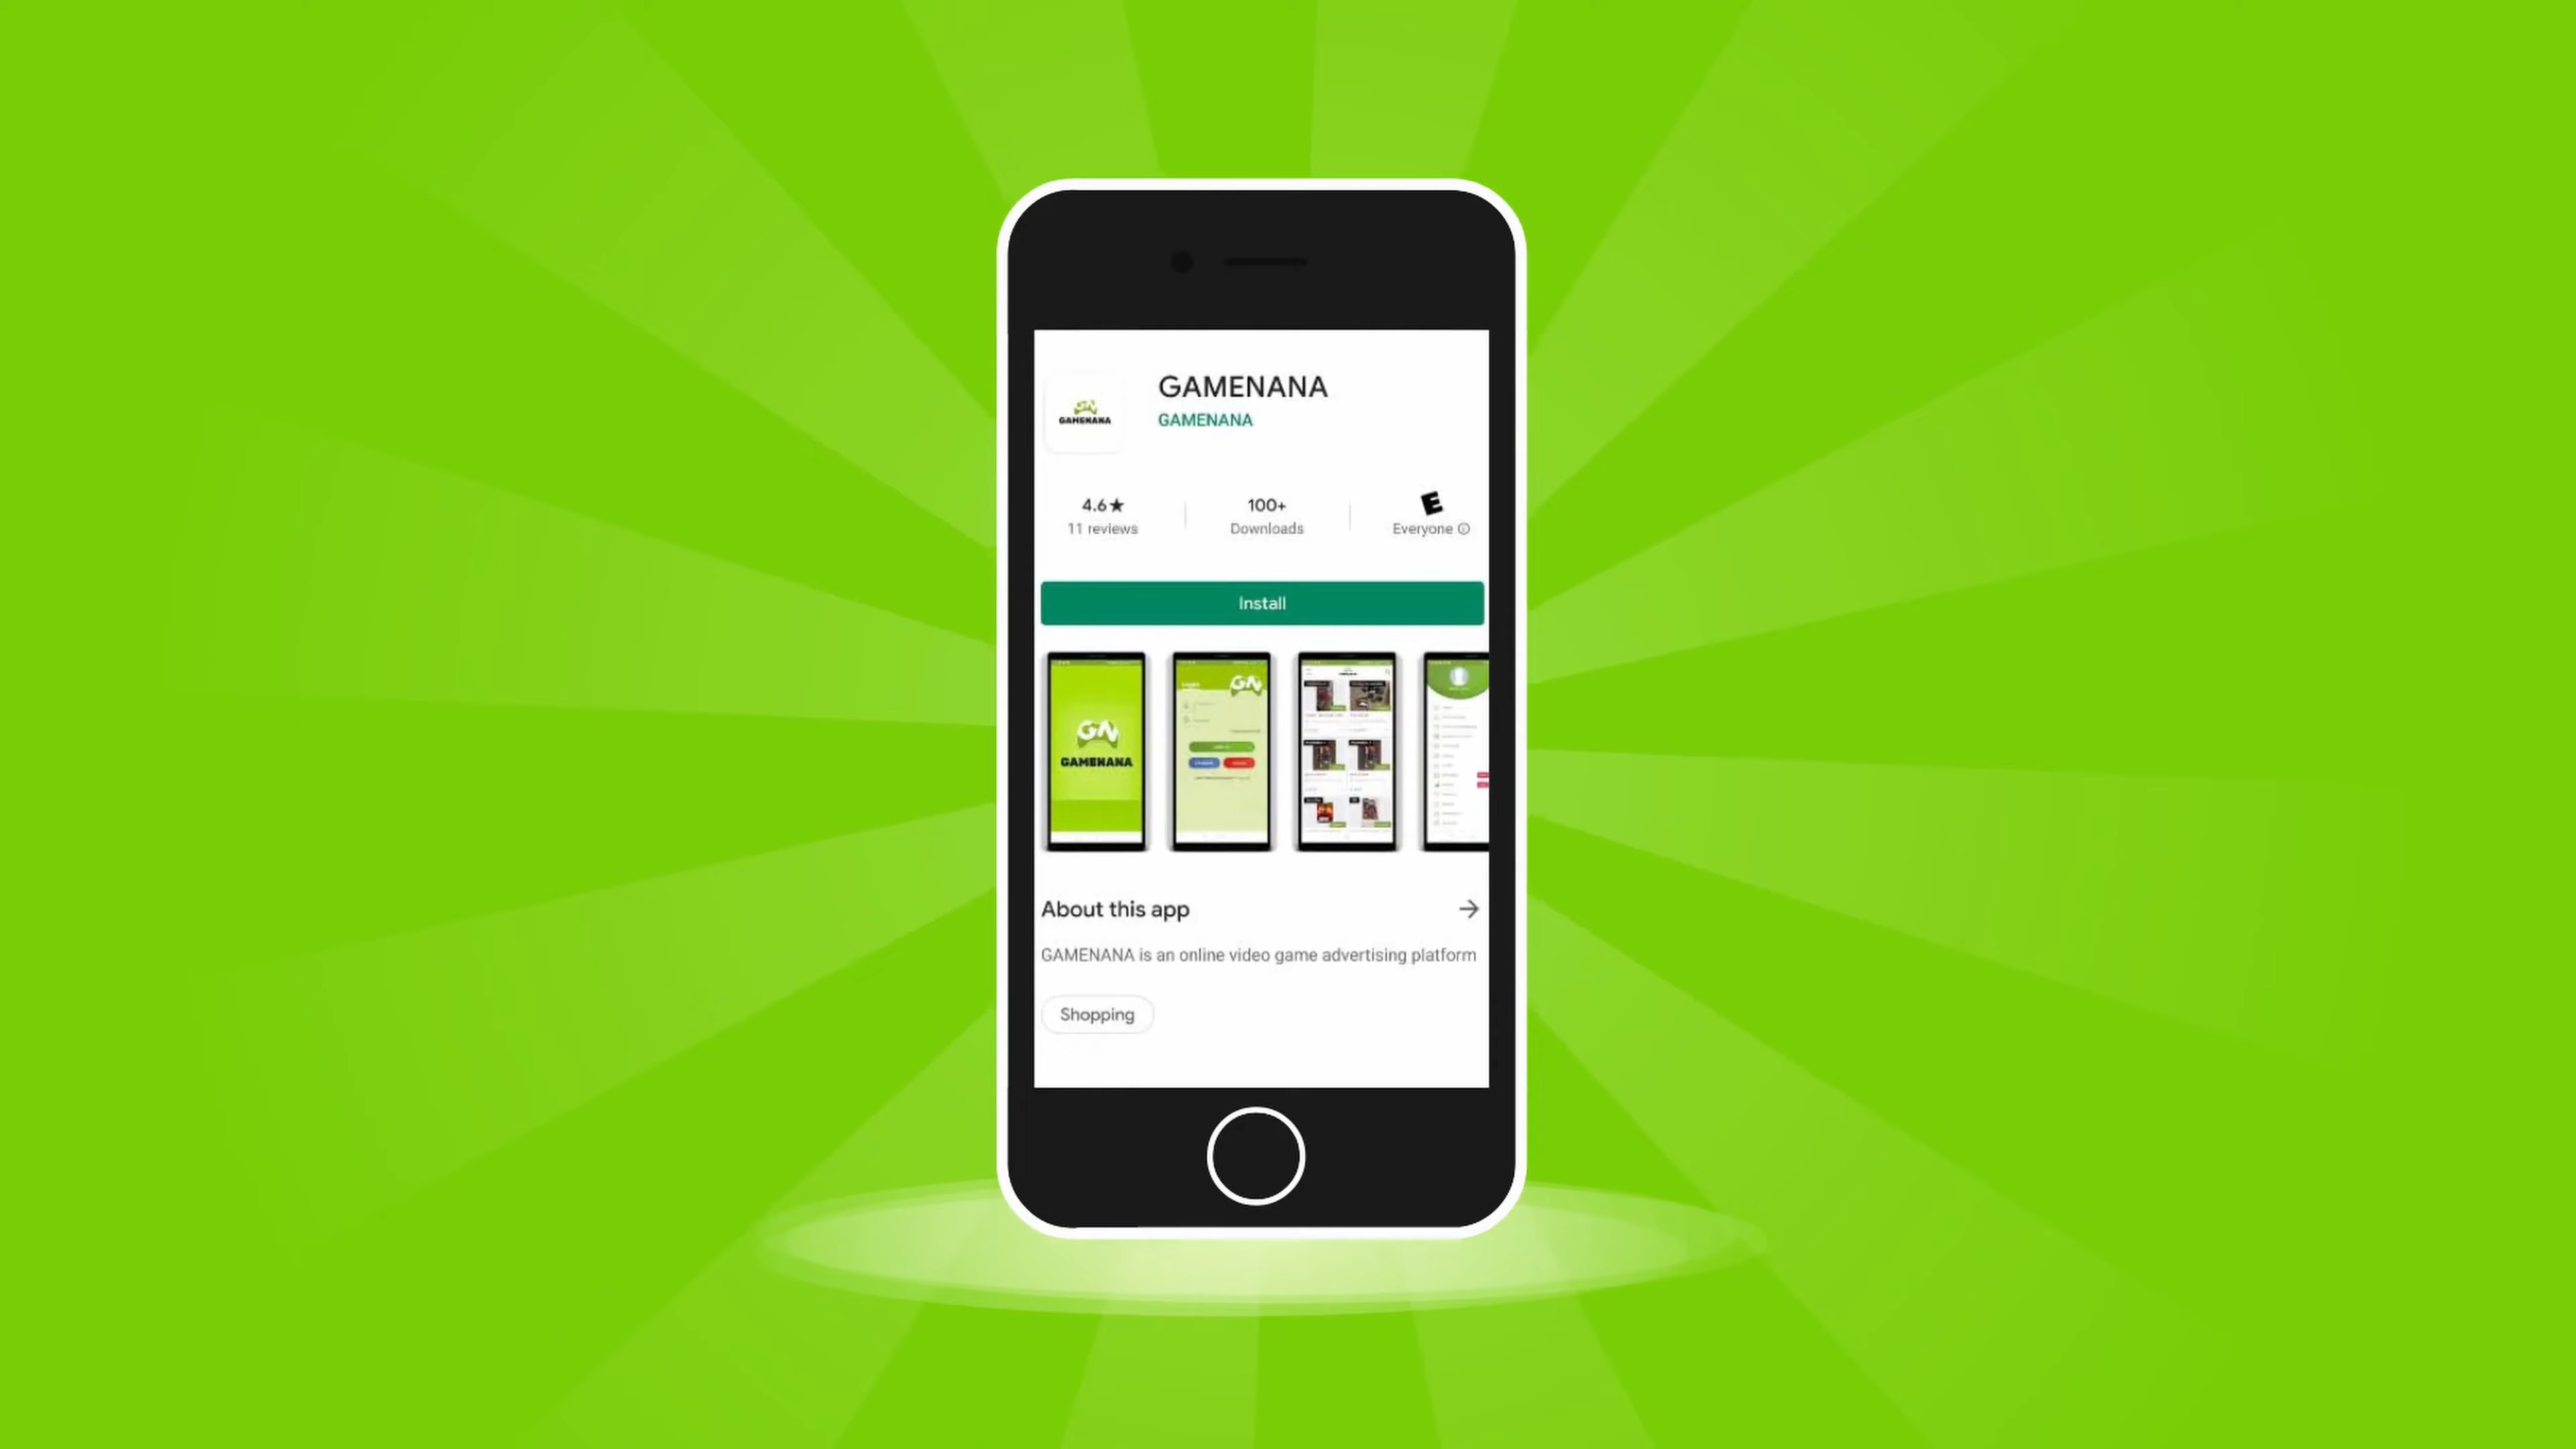 GAMENANA
GAMENANA
GN
GAMENANA
4.6★
11 reviews
100+
Downloads
E
Everyone
Install
GN
GAMENANA
GN
About this app
GAMENANA is an online video game advertising platform
Shopping